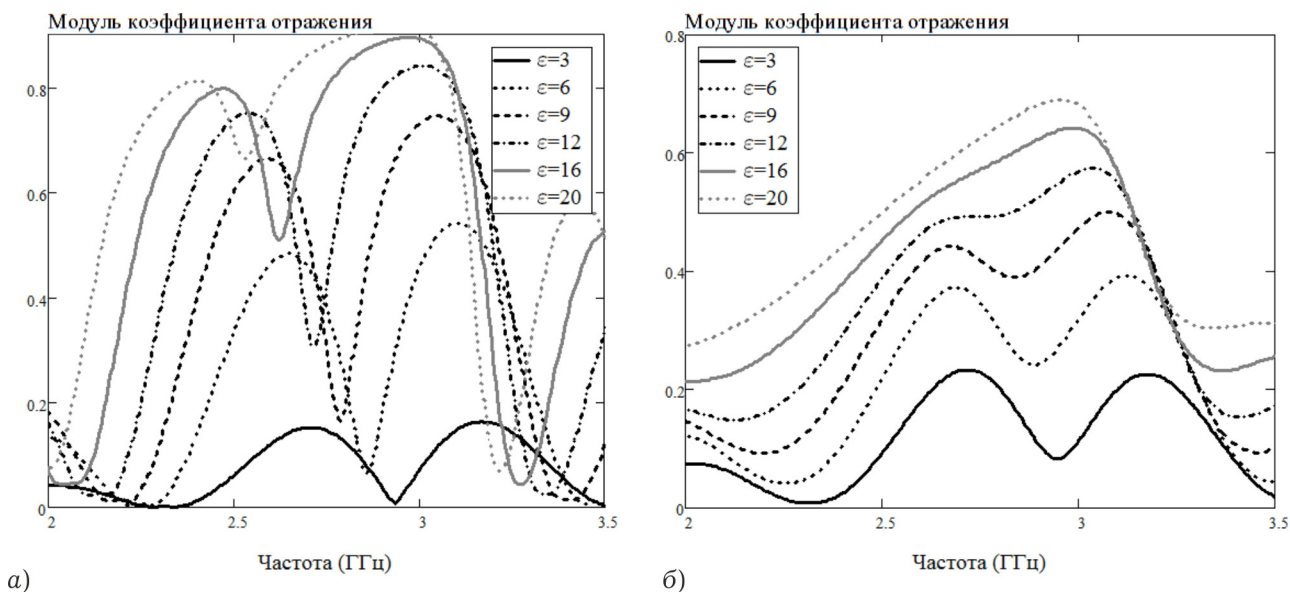 Модуль коэффициента отражения
0.8
0.6
0.4
0.2
0
2
2.5
3
3.5
ε=3
ε=6
ε=9
ε=12
ε=16
ε=20
Частота (ГГц)
а)
Модуль коэффициента отражения
0.8
0.6
0.4
0.2
0
2
2.5
3
3.5
ε=3
ε=6
ε=9
ε=12
ε=16
ε=20
Частота (ГГц)
б)